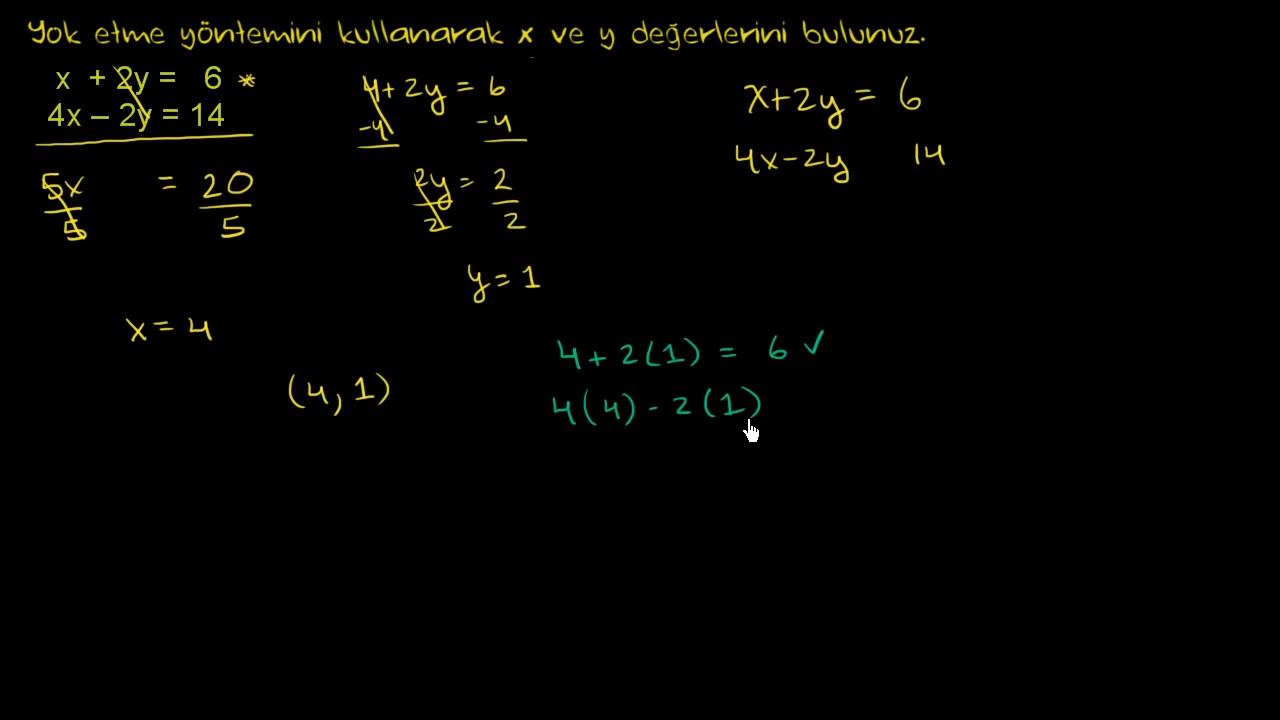 Yok etme yöntemini kullanarak x ve y değerlerini bulunuz.
x + 2y = 6 *
4x – 2y = 14
5x = 20
5 5
x = 4
4 + 2y = 6
-4 -4
2y = 2
2 2
y = 1
(4, 1)
x + 2y = 6
4x - 2y 14
4 + 2(1) = 6 ✓
4(4) - 2(1)